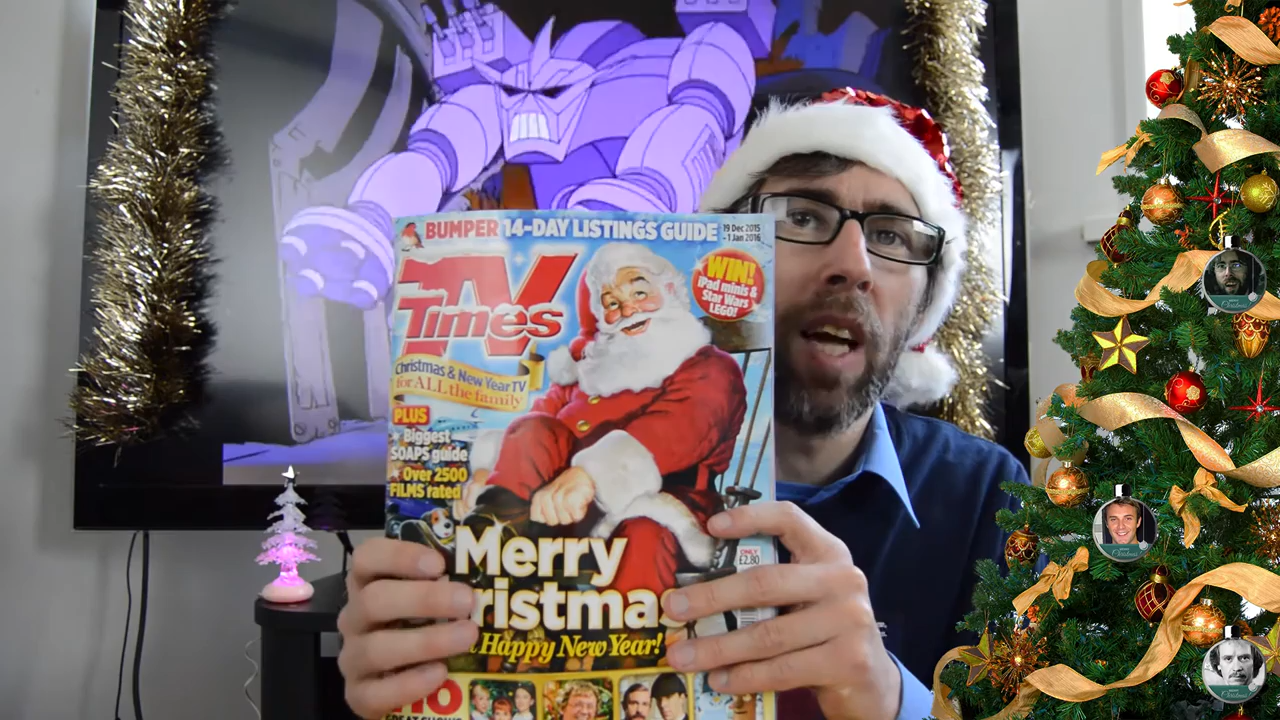 BUMPER 14-DAY LISTINGS GUIDE
19 Dec 2015
- 1 Jan 2016
TV
Times
WIN!
iPad minis &
Star Wars
LEGO!
Christmas & New Year TV
for ALL the family
PLUS
Biggest
SOAPS guide
Over 2500
FILMS rated
ONLY
£2.80
Merry
ristmas
Happy New Year!
Christmas
Christmas